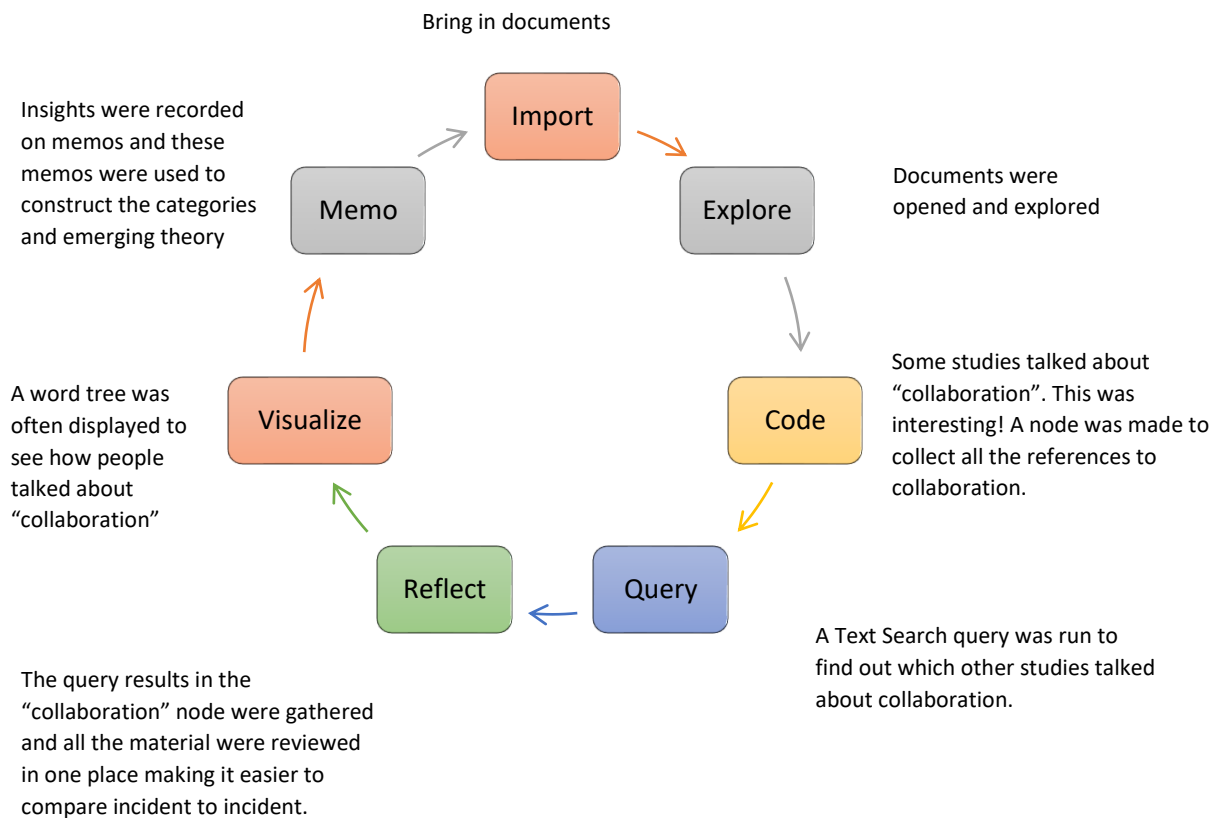 Bring in documents
Import
Insights were recorded
on memos and these
memos were used to
construct the categories
and emerging theory
Memo
Explore
Documents were
opened and explored
Some studies talked about
“collaboration”. This was
interesting! A node was made to
collect all the references to
collaboration.
Code
A word tree was
often displayed to
see how people
talked about
“collaboration”
Visualize
Reflect
Query
A Text Search query was run to
find out which other studies talked
about collaboration.
The query results in the
“collaboration” node were gathered
and all the material were reviewed
in one place making it easier to
compare incident to incident.